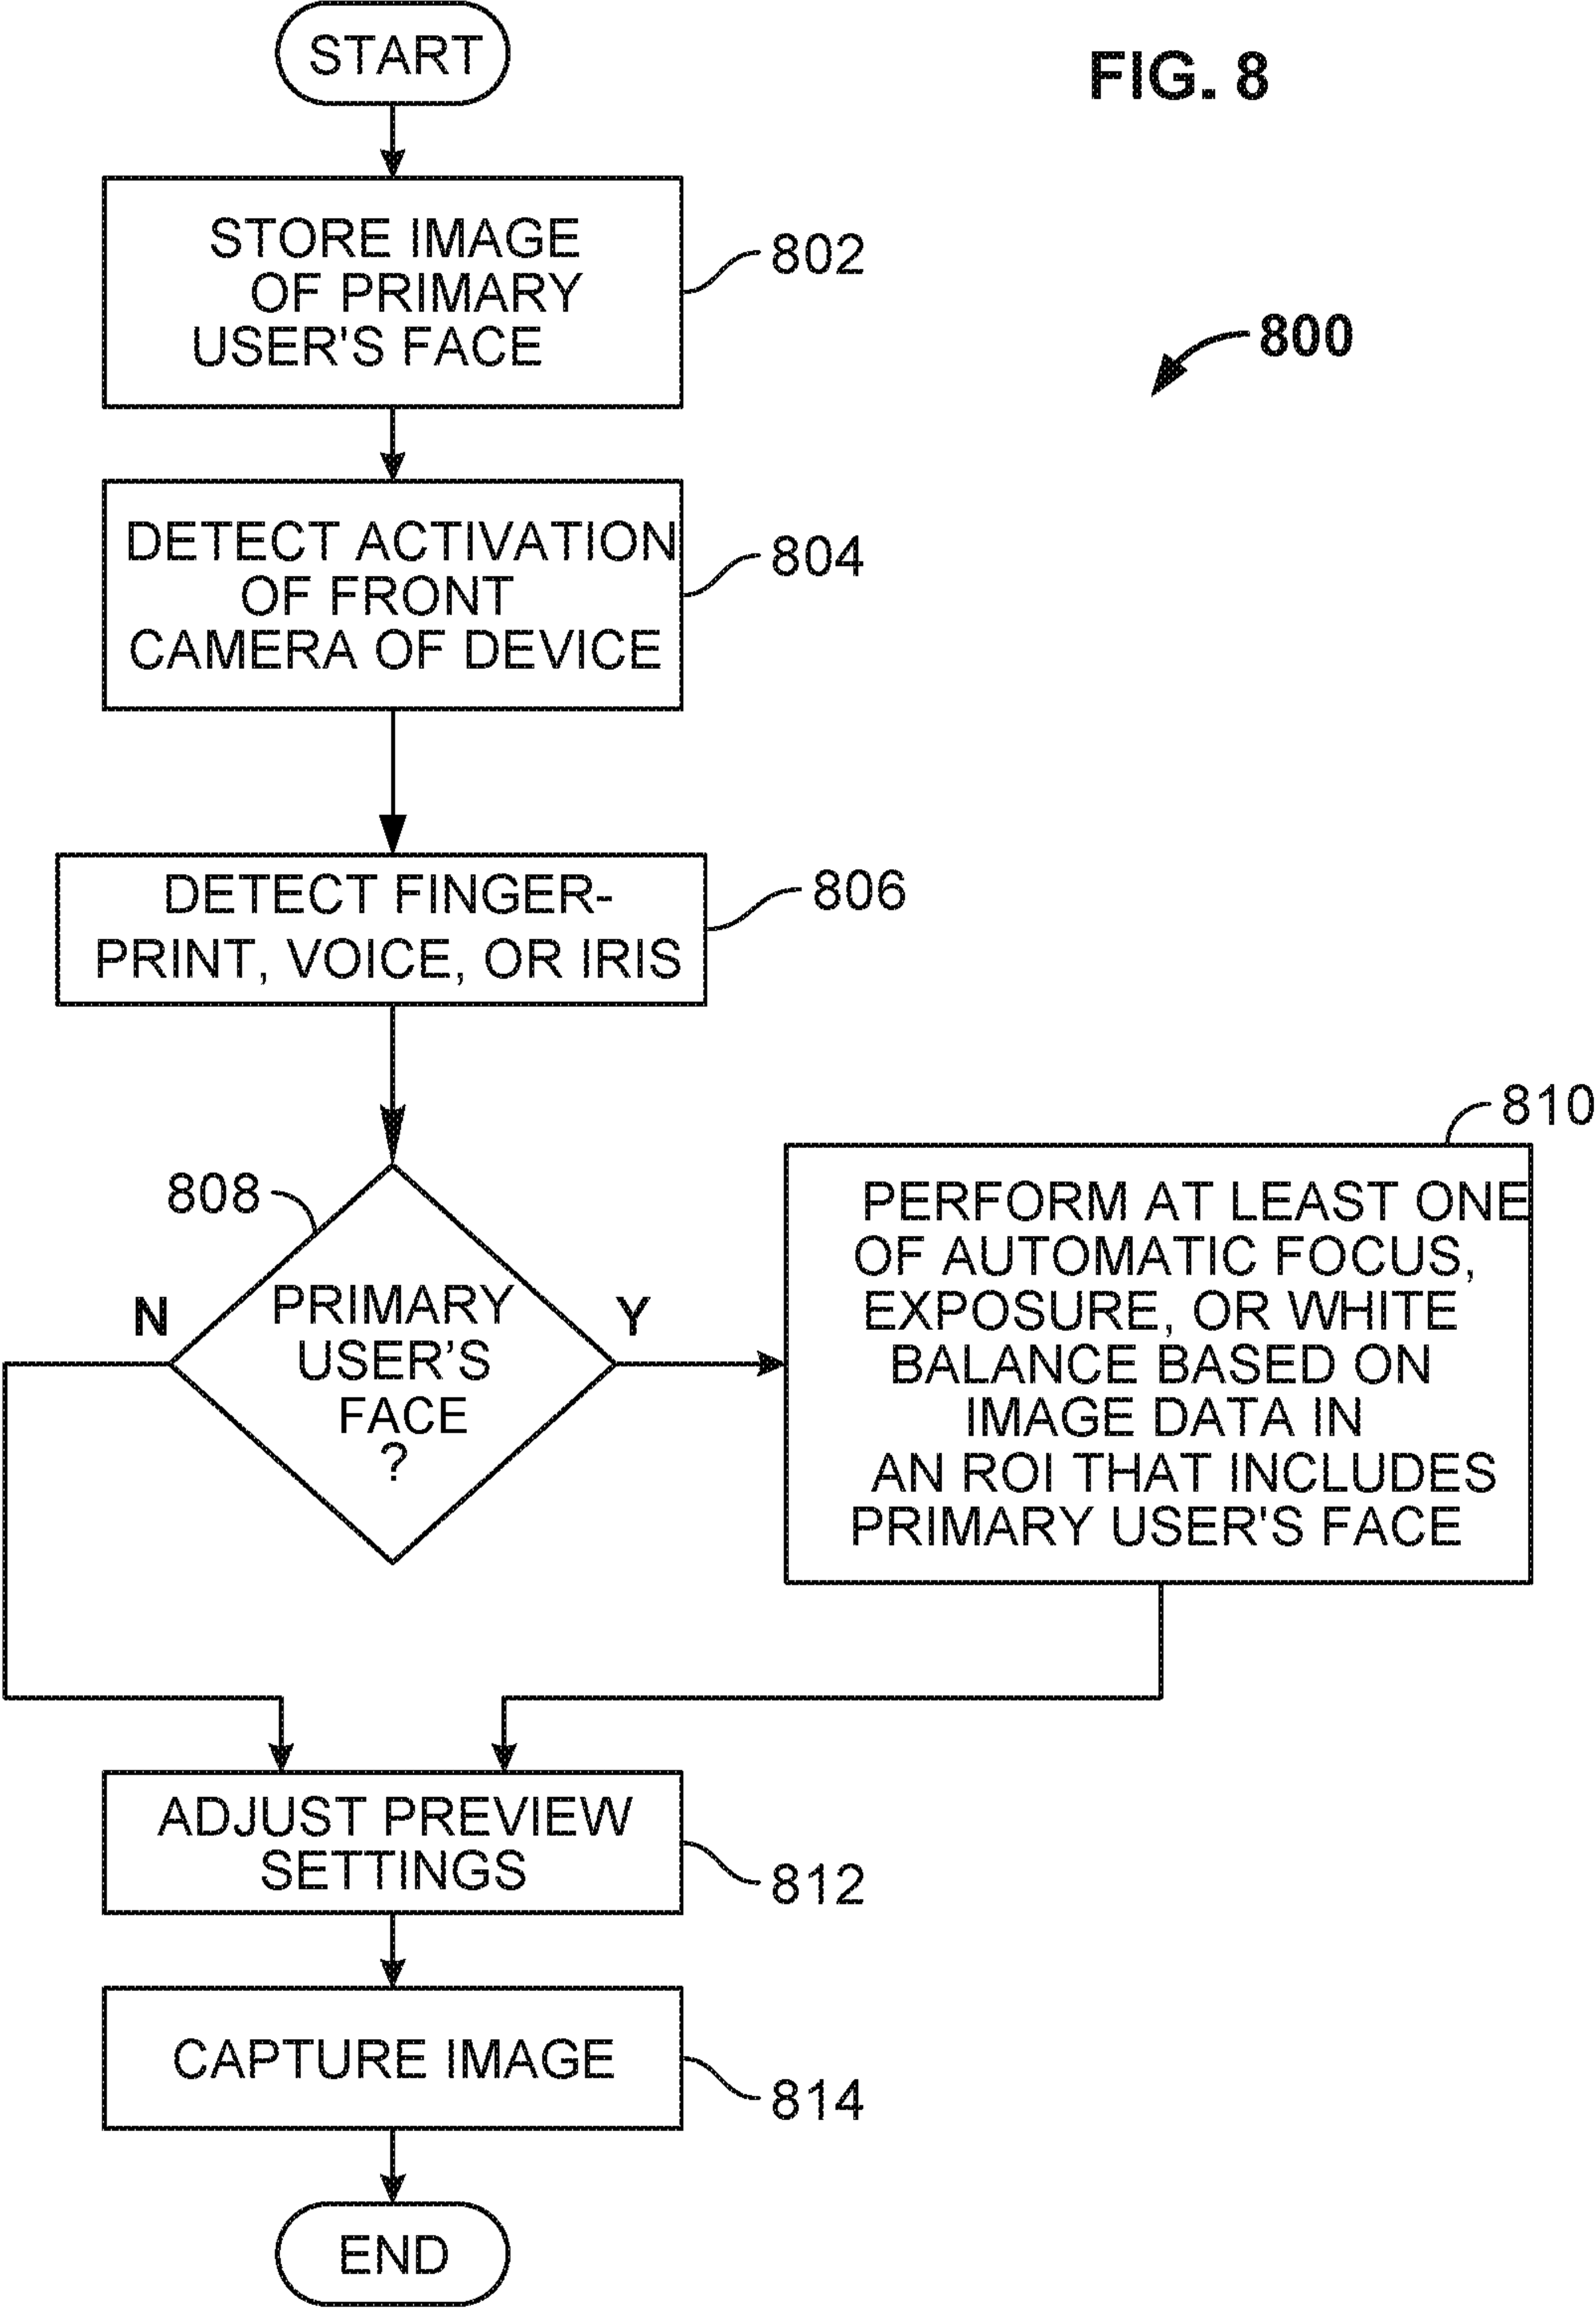 START
FIG. 8
STORE IMAGE
OF PRIMARY
USER'S FACE
802
800
DETECT ACTIVATION
OF FRONT
CAMERA OF DEVICE
804
DETECT FINGER-
PRINT, VOICE, OR IRIS
806
808
PRIMARY
USER’S
FACE
?
N
Y
810
PERFORM AT LEAST ONE
OF AUTOMATIC FOCUS,
EXPOSURE, OR WHITE
BALANCE BASED ON
IMAGE DATA IN
AN ROI THAT INCLUDES
PRIMARY USER'S FACE
ADJUST PREVIEW
SETTINGS
812
CAPTURE IMAGE
814
END